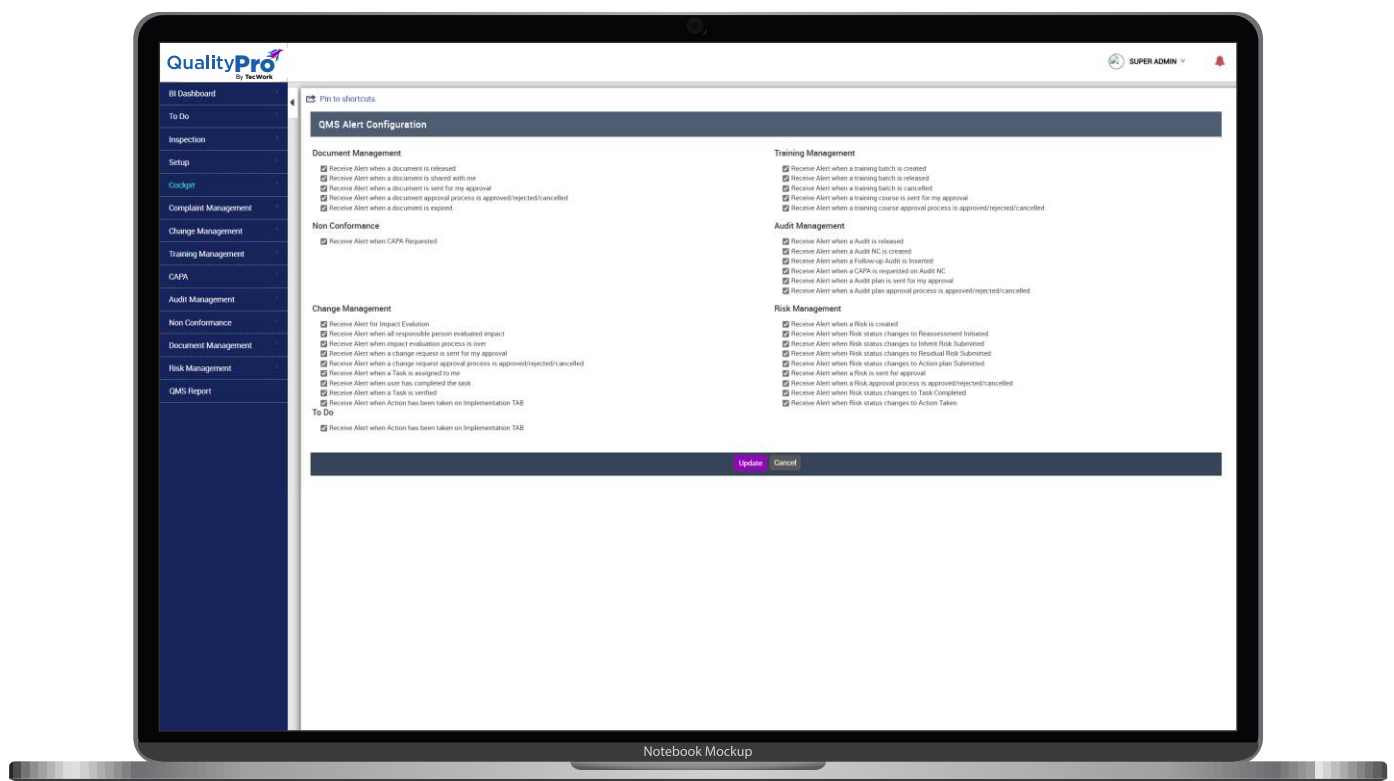 QualityPro
By TecWork
SUPER ADMIN
BI Dashboard
To Do
Inspection
Setup
Cockpit
Complaint Management
Change Management
Training Management
CAPA
Audit Management
Non Conformance
Document Management
Risk Management
QMS Report
Pin to shortcuts
QMS Alert Configuration
Document Management
Receive Alert when a document is released
Receive Alert when a document is shared with me
Receive Alert when a document is sent for my approval
Receive Alert when a document approval process is approved/rejected/cancelled
Receive Alert when a document is expired
Training Management
Receive Alert when a training batch is created
Receive Alert when a training batch is released
Receive Alert when a training batch is cancelled
Receive Alert when a training course is sent for my approval
Receive Alert when a training course approval process is approved/rejected/cancelled
Non Conformance
Receive Alert when CAPA Requested
Audit Management
Receive Alert when a Audit is released
Receive Alert when a Audit NC is created
Receive Alert when a Follow up Audit is Inserted
Receive Alert when a CAPA is requested on Audit NC
Receive Alert when a Audit plan is sent for my approval
Receive Alert when a Audit plan approval process is approved/rejected/cancelled
Change Management
Receive Alert for Impact Evalution
Receive Alert when all responsible person evaluated impact
Receive Alert when impact evaluation process is over
Receive Alert when a change request is sent for my approval
Receive Alert when a change request approval process is approved/rejected/cancelled
Receive Alert when a Task is assigned to me
Receive Alert when user has completed the task
Receive Alert when a Task is verified
Receive Alert when Action has been taken on Implementation TAB
Risk Management
Receive Alert when a Risk is created
Receive Alert when Risk status changes to Reassessment Initiated
Receive Alert when Risk status changes to Inherit Risk Submitted
Receive Alert when Risk status changes to Residual Risk Submitted
Receive Alert when Risk status changes to Action plan Submitted
Receive Alert when a Risk is sent for approval
Receive Alert when a Risk approval process is approved/rejected/cancelled
Receive Alert when Risk status changes to Task Completed
Receive Alert when Risk status changes to Action Taken
To Do
Receive Alert when Action has been taken on Implementation TAB
Update
Cancel
Notebook Mockup